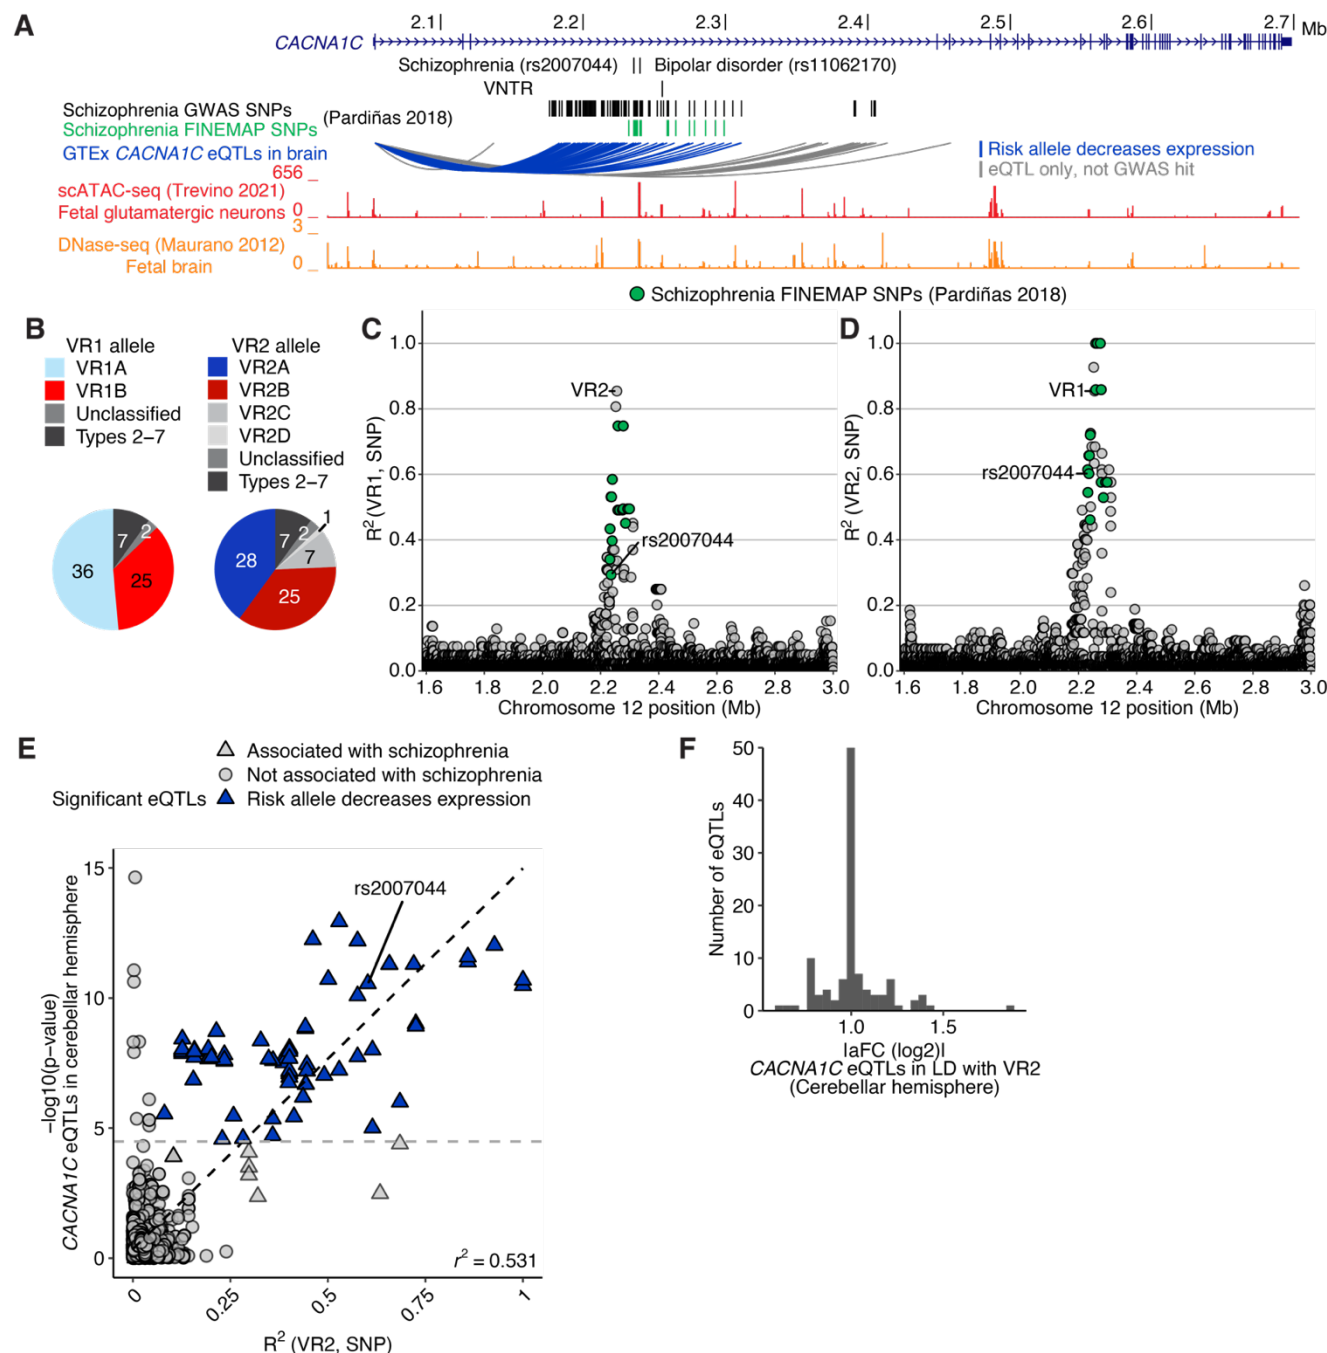 A
2.1
2.2
2.3
2.4
2.5
2.6
2.7
Mb
CACNA1C
Schizophrenia (rs2007044)
Bipolar disorder (rs11062170)
VNTR
Schizophrenia GWAS SNPs
(Pardiñas 2018)
Schizophrenia FINEMAP SNPs
GTEx CACNA1C eQTLs in brain
Risk allele decreases expression
eQTL only, not GWAS hit
656
scATAC-seq (Trevino 2021)
Fetal glutamatergic neurons
0
3
DNase-seq (Maurano 2012)
Fetal brain
0
Schizophrenia FINEMAP SNPs (Pardiñas 2018)
B
VR1 allele
VR1A
VR1B
Unclassified
Types 2–7
VR2 allele
VR2A
VR2B
VR2C
VR2D
Unclassified
Types 2–7
36
25
7
2
28
25
7
7
2
1
C
R2 (VR1, SNP)
1.0
0.8
0.6
0.4
0.2
0.0
VR2
rs2007044
1.6
1.8
2.0
2.2
2.4
2.6
2.8
3.0
Chromosome 12 position (Mb)
D
R2 (VR2, SNP)
1.0
0.8
0.6
0.4
0.2
0.0
VR1
rs2007044
1.6
1.8
2.0
2.2
2.4
2.6
2.8
3.0
Chromosome 12 position (Mb)
E
Associated with schizophrenia
Not associated with schizophrenia
Significant eQTLs
Risk allele decreases expression
−log10(p−value)
CACNA1C eQTLs in cerebellar hemisphere
15
10
5
0
rs2007044
r2 = 0.531
0
0.25
0.5
0.75
1
R2 (VR2, SNP)
F
Number of eQTLs
50
40
30
20
10
0
1.0
1.5
|aFC (log2)|
CACNA1C eQTLs in LD with VR2
(Cerebellar hemisphere)